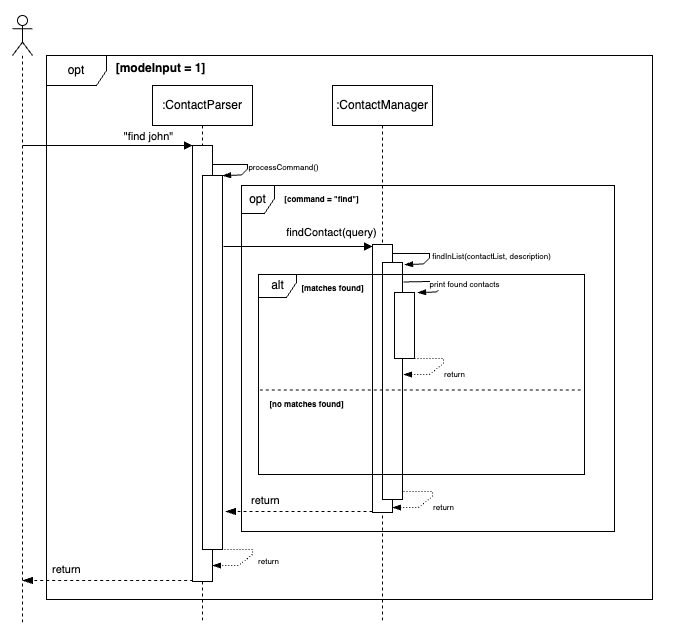 opt
[modeInput = 1]
:ContactParser
:ContactManager
"find john"
processCommand()
opt
[command = "find"]
findContact(query)
findInList(contactList, description)
alt
[matches found]
print found contacts
return
[no matches found]
return
return
return
return